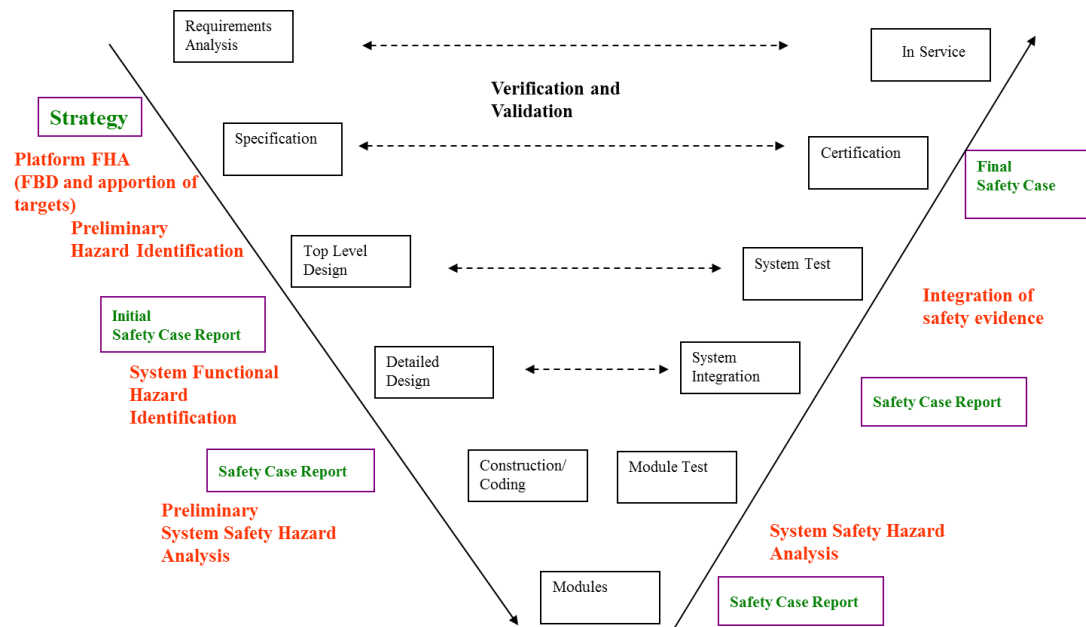 Requirements
Analysis
In Service
Verification and
Validation
Strategy
Specification
Certification
Platform FHA
(FBD and apportion of
targets)
Preliminary
Hazard Identification
Final
Safety Case
Top Level
Design
System Test
Initial
Safety Case Report
Integration of
safety evidence
System Functional
Hazard
Identification
Detailed
Design
System
Integration
Safety Case Report
Safety Case Report
Construction/
Coding
Module Test
Preliminary
System Safety Hazard
Analysis
System Safety Hazard
Analysis
Modules
Safety Case Report